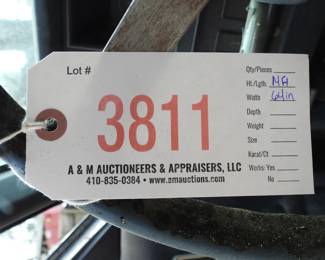 Lot #
3811
A & M AUCTIONEERS & APPRAISERS, LLC
410-835-0384 • www.amauctions.com
Qty/Pieces
Ht./Lgth. MA
Width 64in
Depth
Weight
Size
Karat/Ct
Works: Yes
No